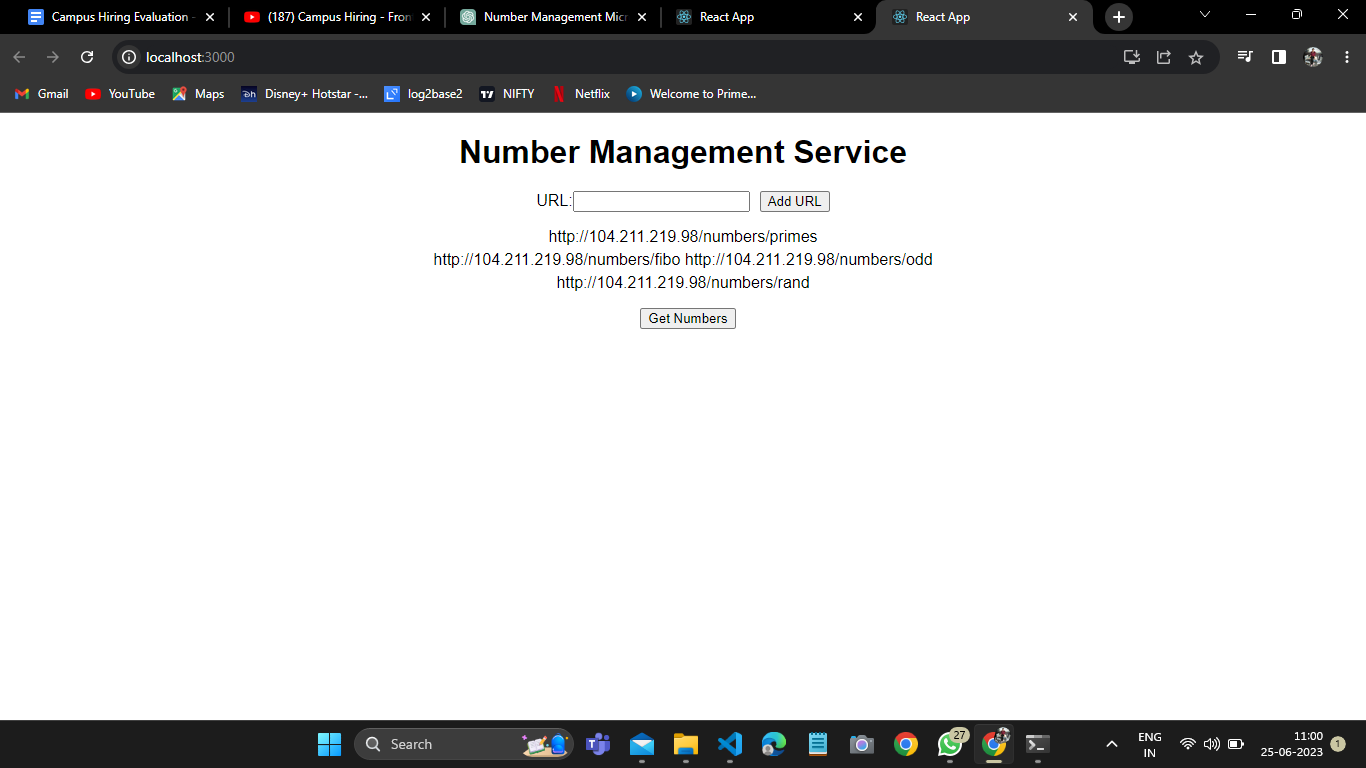 Campus Hiring Evaluation - (187) Campus Hiring - Fron Number Management Micr React App React App
localhost:3000
Gmail YouTube Maps Disney+ Hotstar -... log2base2 NIFTY Netflix Welcome to Prime...
Number Management Service
URL: Add URL
http://104.211.219.98/numbers/primes
http://104.211.219.98/numbers/fibo http://104.211.219.98/numbers/odd
http://104.211.219.98/numbers/rand
Get Numbers
Search 27 ENG 11:00
IN 25-06-2023 1